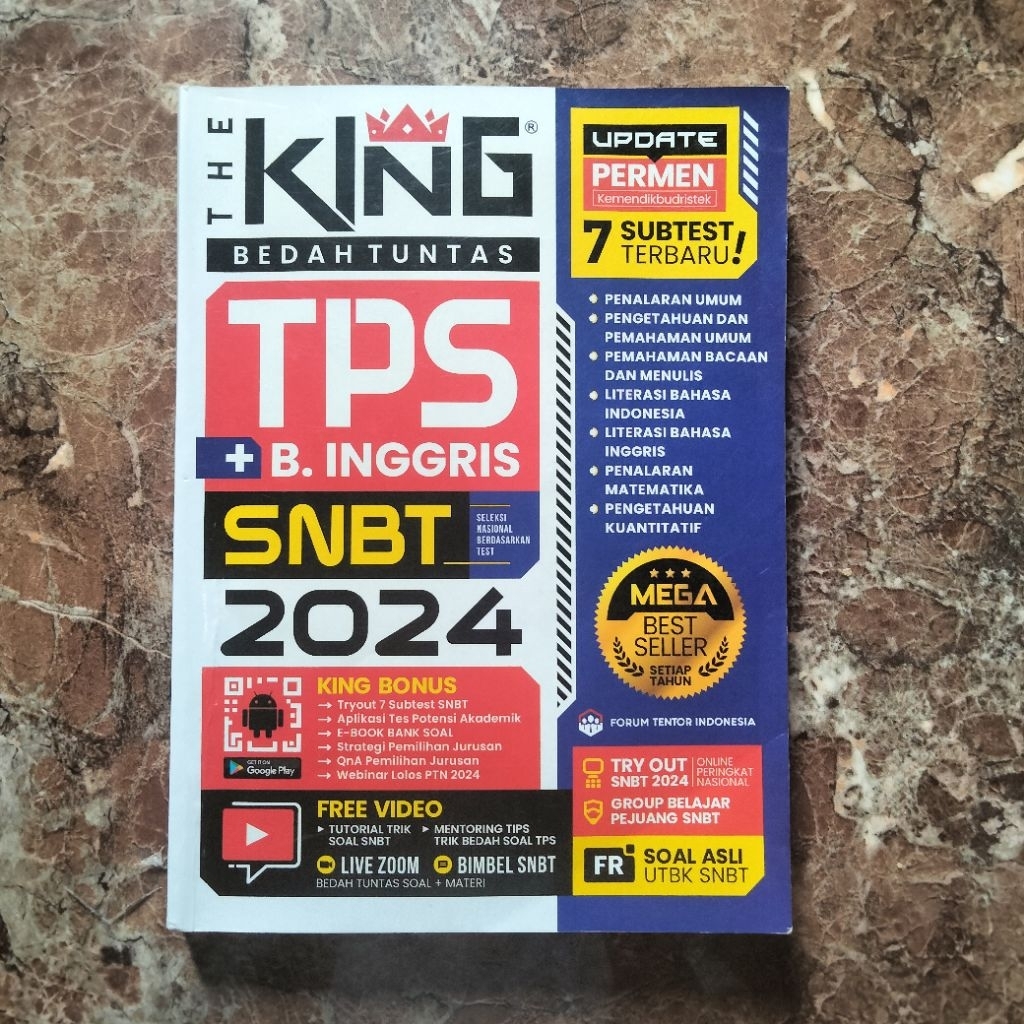 THE
KING®
BEDAH TUNTAS
TPS
+ B. INGGRIS
SNBT
SELEKSI
NASIONAL
BERDASARKAN
TEST
2024
KING BONUS
→ Tryout 7 Subtest SNBT
→ Aplikasi Tes Potensi Akademik
→ E-BOOK BANK SOAL
→ Strategi Pemilihan Jurusan
→ QnA Pemilihan Jurusan
→ Webinar Lolos PTN 2024
GET IT ON
Google Play
FREE VIDEO
TUTORIAL TRIK
SOAL SNBT
MENTORING TIPS
TRIK BEDAH SOAL TPS
LIVE ZOOM
BIMBEL SNBT
BEDAH TUNTAS SOAL + MATERI
UPDATE
PERMEN
Kemendikbudristek
7 SUBTEST
TERBARU!
• PENALARAN UMUM
• PENGETAHUAN DAN
PEMAHAMAN UMUM
• PEMAHAMAN BACAAN
DAN MENULIS
• LITERASI BAHASA
INDONESIA
• LITERASI BAHASA
INGGRIS
• PENALARAN
MATEMATIKA
• PENGETAHUAN
KUANTITATIF
MEGA
BEST
SELLER
SETIAP
TAHUN
FORUM TENTOR INDONESIA
TRY OUT
SNBT 2024
ONLINE
PERINGKAT
NASIONAL
GROUP BELAJAR
PEJUANG SNBT
FR
SOAL ASLI
UTBK SNBT